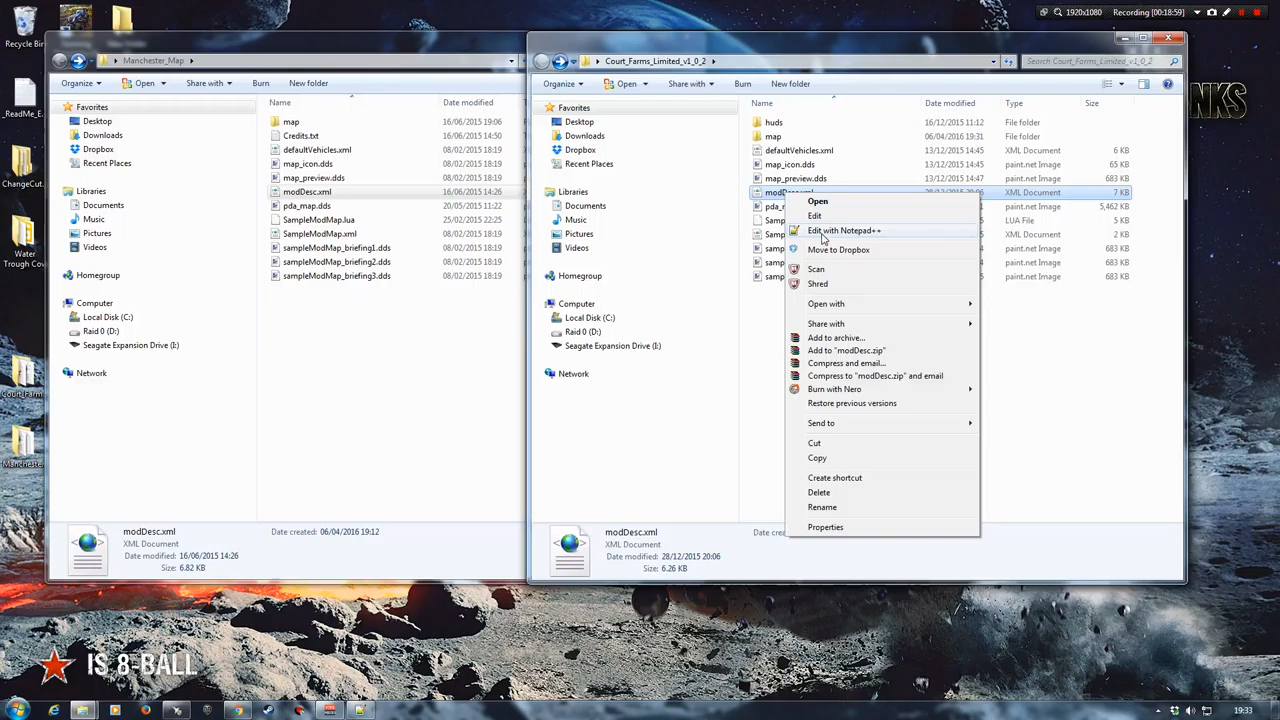 1920x1080
Recording [00:18:59]
Recycle Bin
_ReadMe_E...
ChangeCut...
Water
Trough Co...
Court_Farms...
Manchester...
NKS
IS 8-BALL
Manchester_Map
Organize
Open
Share with
Burn
New folder
Favorites
Desktop
Downloads
Dropbox
Recent Places
Libraries
Documents
Music
Pictures
Videos
Homegroup
Computer
Local Disk (C:)
Raid 0 (D:)
Seagate Expansion Drive (I:)
Network
Name
Date modified
map
16/06/2015 19:06
Credits.txt
16/06/2015 14:50
defaultVehicles.xml
08/02/2015 18:19
map_icon.dds
08/02/2015 18:19
map_preview.dds
08/02/2015 18:19
modDesc.xml
16/06/2015 14:26
pda_map.dds
20/05/2015 11:22
SampleModMap.lua
25/02/2015 22:25
SampleModMap.xml
08/02/2015 18:19
sampleModMap_briefing1.dds
08/02/2015 18:19
sampleModMap_briefing2.dds
08/02/2015 18:19
sampleModMap_briefing3.dds
08/02/2015 18:19
modDesc.xml
Date created: 06/04/2016 19:12
XML Document
Date modified: 16/06/2015 14:26
Size: 6.82 KB
Court_Farms_Limited_v1_0_2
Search Court_Farms_Limited_v1_0_2
Organize
Open
Share with
Burn
New folder
Favorites
Desktop
Downloads
Dropbox
Recent Places
Libraries
Documents
Music
Pictures
Videos
Homegroup
Computer
Local Disk (C:)
Raid 0 (D:)
Seagate Expansion Drive (I:)
Network
Name
Date modified
Type
Size
huds
16/12/2015 11:12
File folder
map
06/04/2016 19:31
File folder
defaultVehicles.xml
13/12/2015 14:45
XML Document
6 KB
map_icon.dds
13/12/2015 14:45
paint.net Image
65 KB
map_preview.dds
13/12/2015 14:47
paint.net Image
683 KB
modDesc.xml
28/12/2015 20:06
XML Document
7 KB
paint.net Image
5,462 KB
LUA File
5 KB
XML Document
2 KB
paint.net Image
683 KB
paint.net Image
683 KB
paint.net Image
683 KB
Open
Edit
Edit with Notepad++
Move to Dropbox
Scan
Shred
Open with
Share with
Add to archive...
Add to "modDesc.zip"
Compress and email...
Compress to "modDesc.zip" and email
Burn with Nero
Restore previous versions
Send to
Cut
Copy
Create shortcut
Delete
Rename
Properties
modDesc.xml
XML Document
Date modified: 28/12/2015 20:06
Size: 6.26 KB
19:33